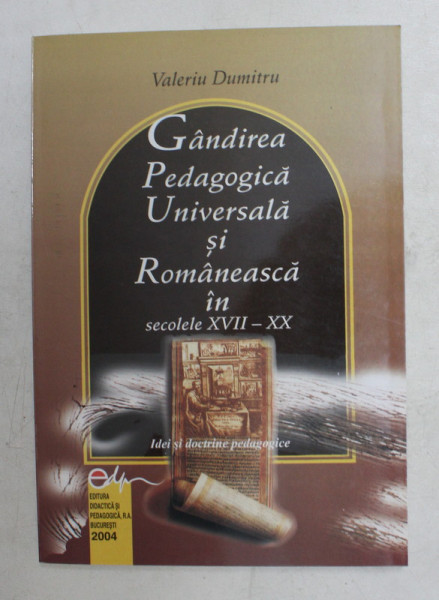 Valeriu Dumitru
Gândirea
Pedagogică
Universală
și
Românească
în
secolele XVII – XX
Idei și doctrine pedagogice
edp
EDITURA
DIDACTICĂ ȘI
PEDAGOGICĂ, R.A.
BUCUREȘTI
2004